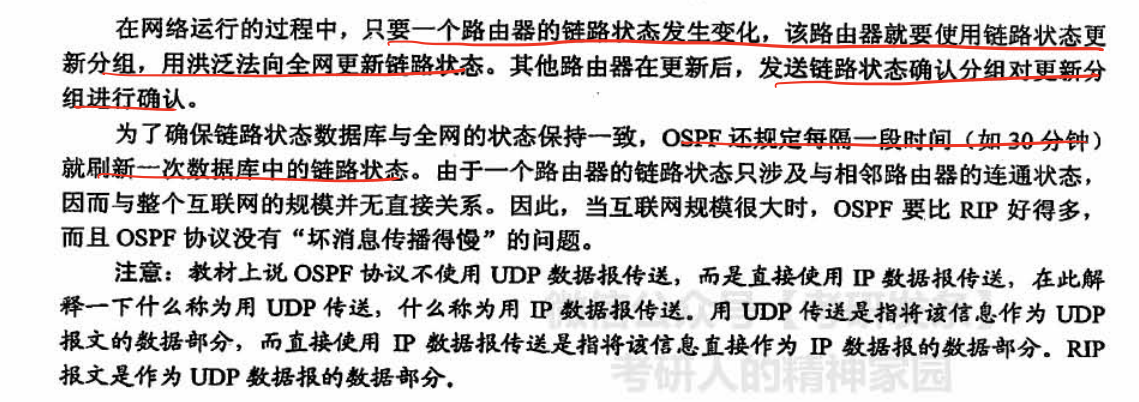 在网络运行的过程中，只要一个路由器的链路状态发生变化，该路由器就要使用链路状态更
新分组，用洪泛法向全网更新链路状态。其他路由器在更新后，发送链路状态确认分组对更新分
组进行确认。
为了确保链路状态数据库与全网的状态保持一致，OSPF 还规定每隔一段时间（如 30 分钟）
就刷新一次数据库中的链路状态。由于一个路由器的链路状态只涉及与相邻路由器的连通状态，
因而与整个互联网的规模并无直接关系。因此，当互联网规模很大时，OSPF 要比 RIP 好得多，
而且 OSPF 协议没有“坏消息传播得慢”的问题。
注意：教材上说 OSPF 协议不使用 UDP 数据报传送，而是直接使用 IP 数据报传送，在此解
释一下什么称为用 UDP 传送，什么称为用 IP 数据报传送。用 UDP 传送是指将该信息作为 UDP
报文的数据部分，而直接使用 IP 数据报传送是指将该信息直接作为 IP 数据报的数据部分。RIP
报文是作为 UDP 数据报的数据部分。
考研人的精神家园